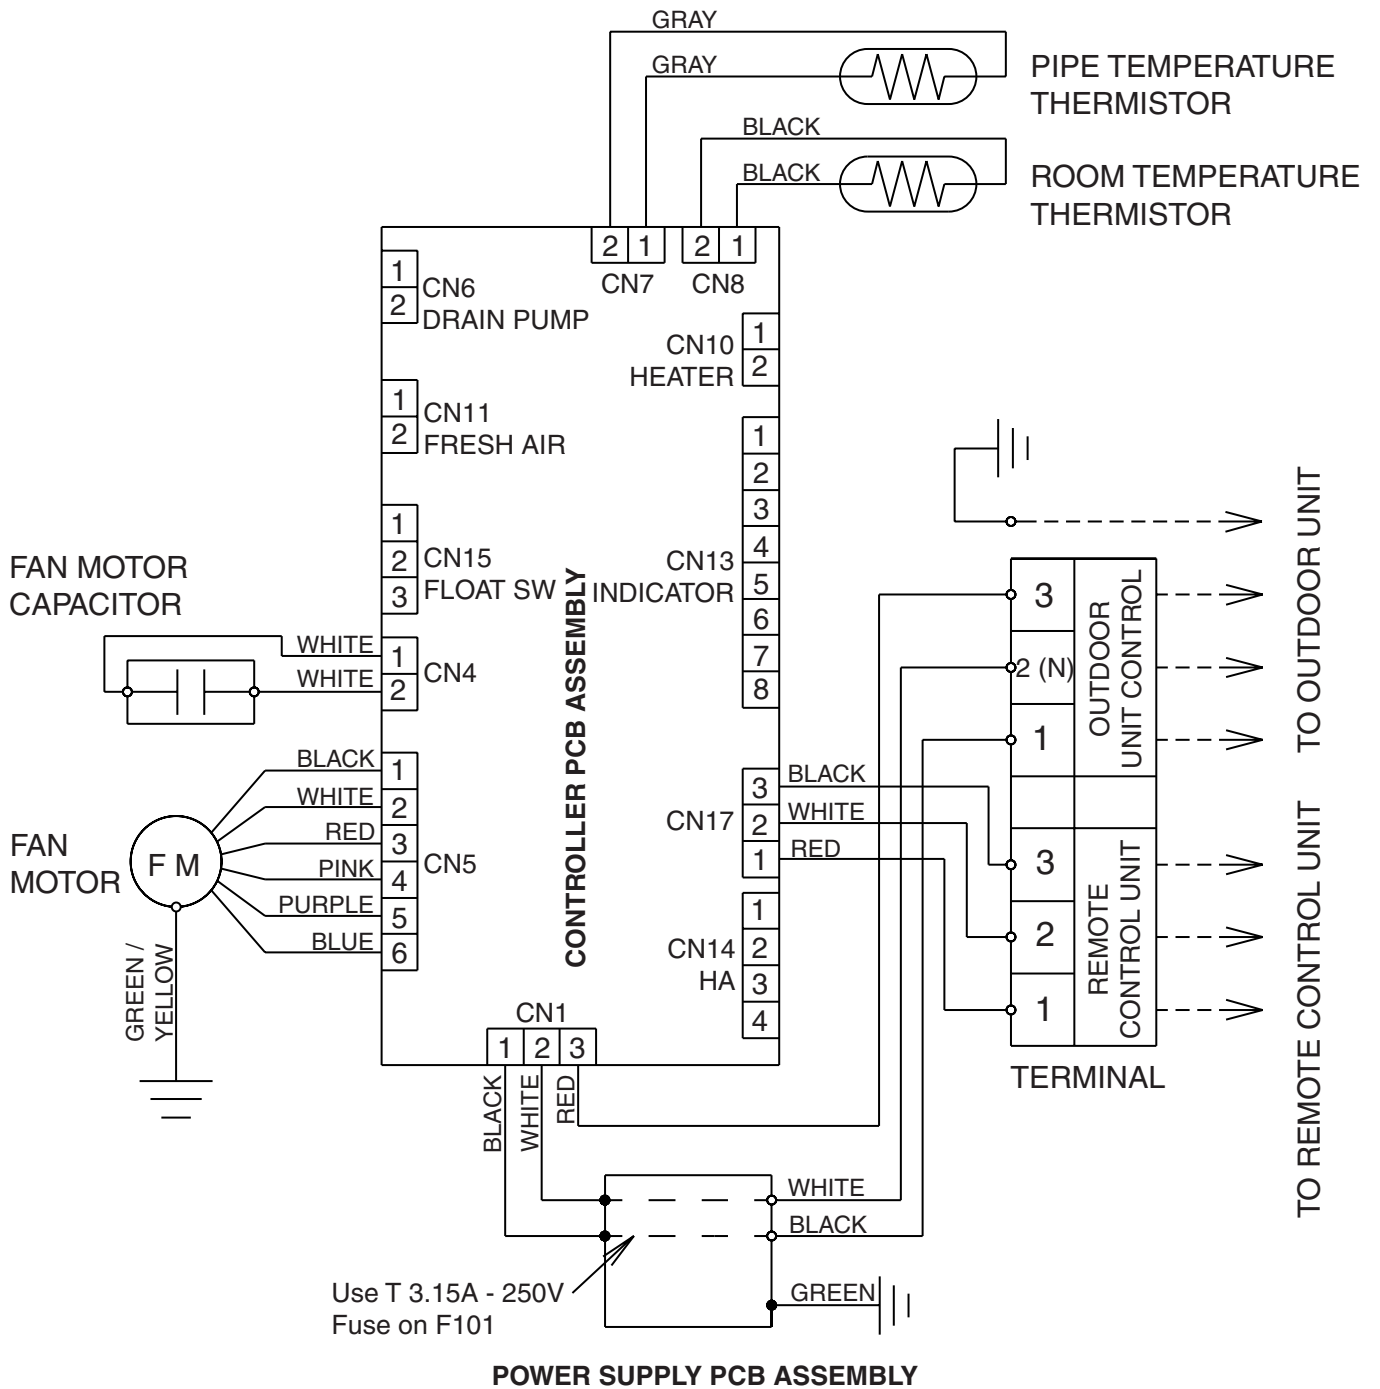 GRAY
GRAY
PIPE TEMPERATURE
THERMISTOR
BLACK
BLACK
ROOM TEMPERATURE
THERMISTOR
2 1
CN7
2 1
CN8
1
2
CN6
DRAIN PUMP
CN10
HEATER
1
2
1
2
CN11
FRESH AIR
1
2
3
CN15
FLOAT SW
CN13
INDICATOR
1
2
3
4
5
6
7
8
FAN MOTOR
CAPACITOR
WHITE
WHITE
1
2
CN4
CONTROLLER PCB ASSEMBLY
FAN
MOTOR
F M
BLACK
WHITE
RED
PINK
PURPLE
BLUE
1
2
3
4
5
6
CN5
GREEN /
YELLOW
CN17
3
2
1
BLACK
WHITE
RED
CN14
HA
1
2
3
4
CN1
1 2 3
BLACK
WHITE
RED
3
2 (N)
1
OUTDOOR
UNIT CONTROL
3
2
1
REMOTE
CONTROL UNIT
TERMINAL
TO OUTDOOR UNIT
TO REMOTE CONTROL UNIT
WHITE
BLACK
GREEN
Use T 3.15A - 250V
Fuse on F101
POWER SUPPLY PCB ASSEMBLY